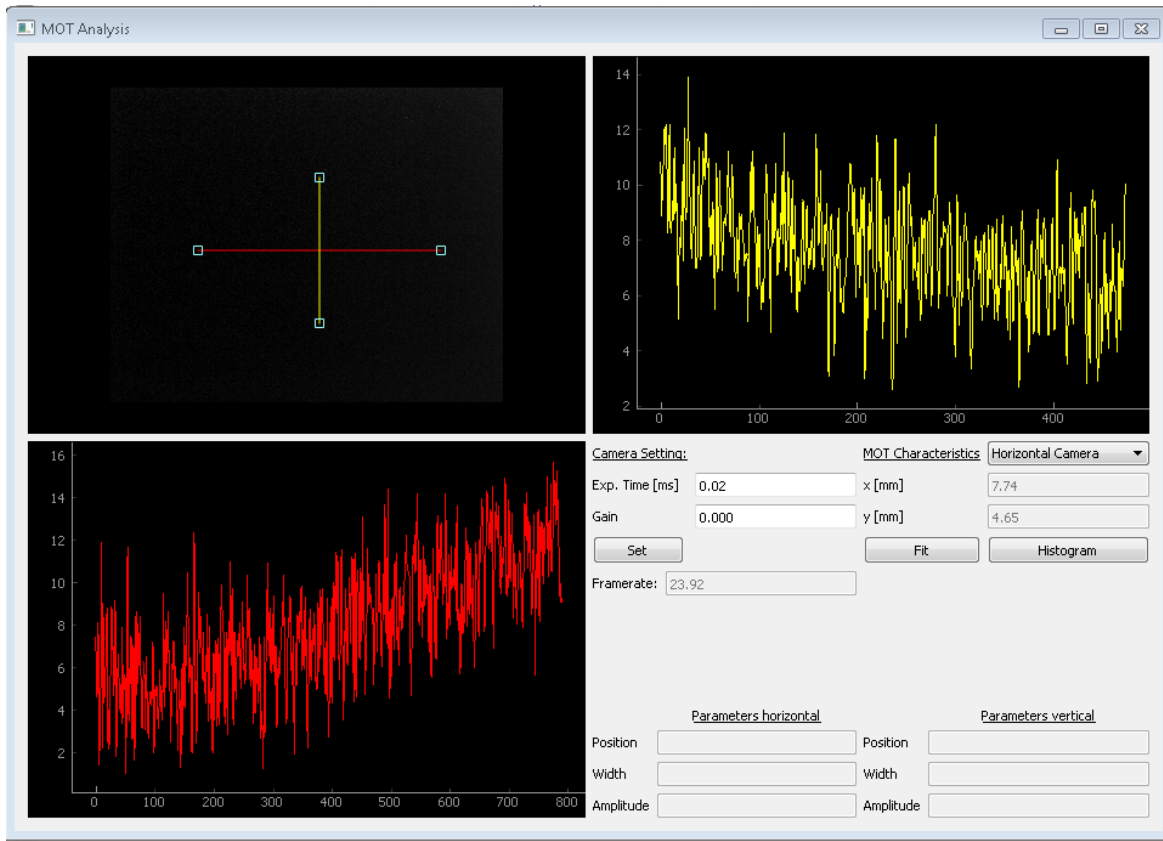 MOT Analysis
14
12
10
8
6
4
2
0 100 200 300 400
16
14
12
10
8
6
4
2
0 100 200 300 400 500 600 700 800
Camera Setting: MOT Characteristics Horizontal Camera
Exp. Time [ms] 0.02 x [mm] 7.74
Gain 0.000 y [mm] 4.65
Set Fit Histogram
Framerate: 23.92
Parameters horizontal Parameters vertical
Position Position
Width Width
Amplitude Amplitude